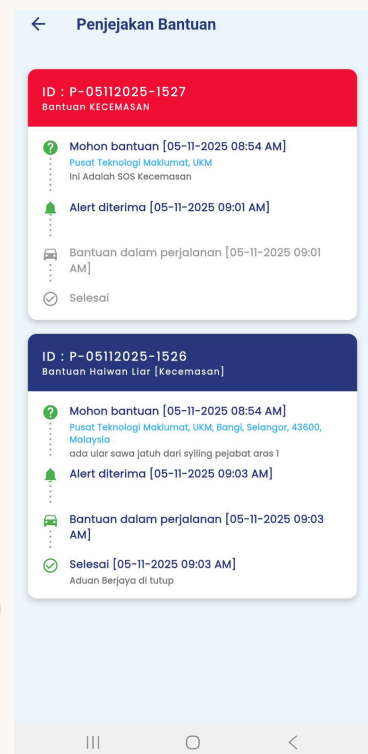 Penjejakan Bantuan
ID : P-05112025-1527
Bantuan KECEMASAN
Mohon bantuan [05-11-2025 08:54 AM]
Pusat Teknologi Maklumat, UKM
Ini Adalah SOS Kecemasan
Alert diterima [05-11-2025 09:01 AM]
Bantuan dalam perjalanan [05-11-2025 09:01
AM]
Selesai
ID : P-05112025-1526
Bantuan Haiwan Liar [Kecemasan]
Mohon bantuan [05-11-2025 08:54 AM]
Pusat Teknologi Maklumat, UKM, Bangi, Selangor, 43600,
Malaysia
ada ular sawa jatuh dari syiling pejabat aras 1
Alert diterima [05-11-2025 09:03 AM]
Bantuan dalam perjalanan [05-11-2025 09:03
AM]
Selesai [05-11-2025 09:03 AM]
Aduan Berjaya di tutup